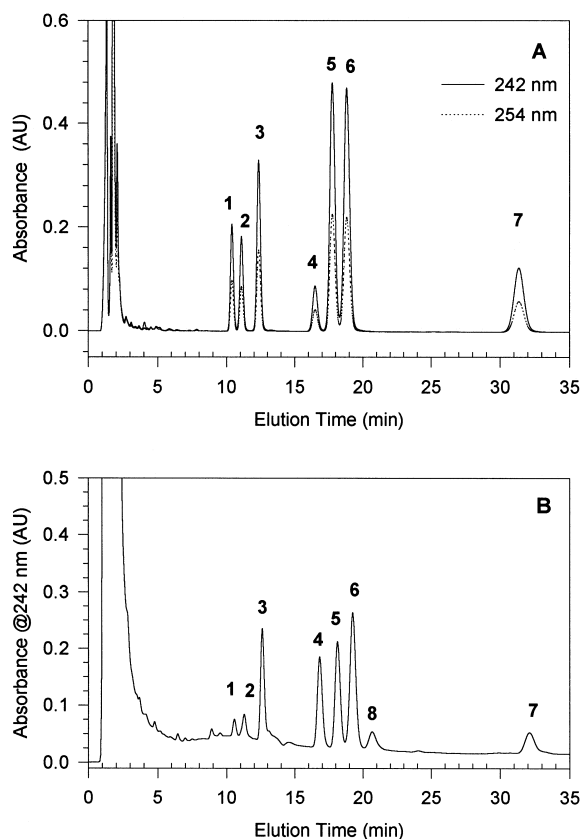 0.6
A
5 6
242 nm
254 nm
0.4
3
Absorbance (AU)
1
2
0.2
7
4
0.0
0 5 10 15 20 25 30 35
Elution Time (min)
0.5
B
0.4
Absorbance @242 nm (AU)
0.3
6
3
5
4
0.2
1 2
8
7
0.1
0.0
0 5 10 15 20 25 30 35
Elution Time (min)